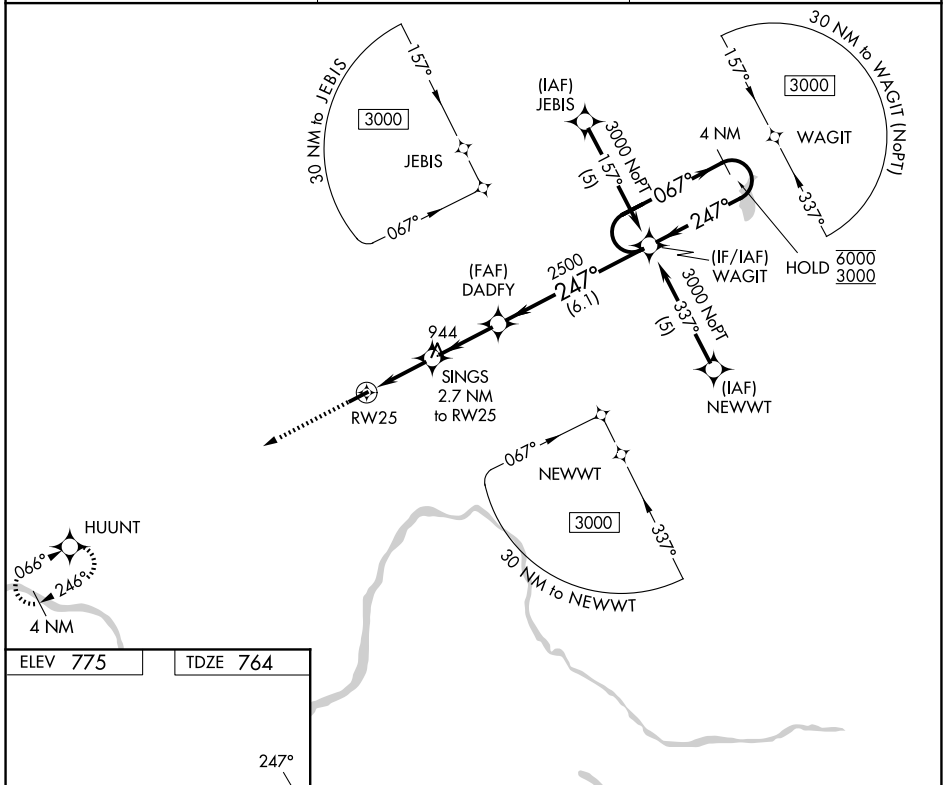 30 NM to JEBIS
157°
3000
JEBIS
067°
(IAF)
JEBIS
3000 NoPT
157°
(5)
4 NM
067°
247°
30 NM to WAGIT (NoPT)
157°
3000
WAGIT
337°
(IF/IAF)
WAGIT
HOLD
6000
3000
2500
247°
(6.1)
(FAF)
DADFY
3000 NoPT
337°
(5)
(IAF)
NEWWT
944
SINGS
2.7 NM
to RW25
RW25
067°
NEWWT
3000
337°
30 NM to NEWWT
HUUNT
066°
246°
4 NM
ELEV 775
TDZE 764
247°